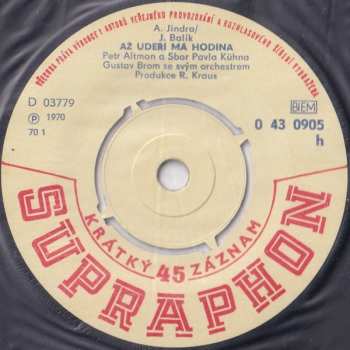 VŠECHNA PRÁVA VÝROBCE I AUTORŮ VEŘEJNÉHO PROVOZOVÁNÍ A ROZHLASOVÉHO ŠÍŘENÍ VYHRAZENA
A. Jindra/
J. Balík
AŽ UDEŘÍ MÁ HODINA
Petr Altman a Sbor Pavla Kühna
Gustav Brom se svým orchestrem
Produkce R. Kraus
D 03779
Ⓟ 1970
70 1
BIEM
0 43 0905
h
KRÁTKÝ 45 ZÁZNAM
SUPRAPHON